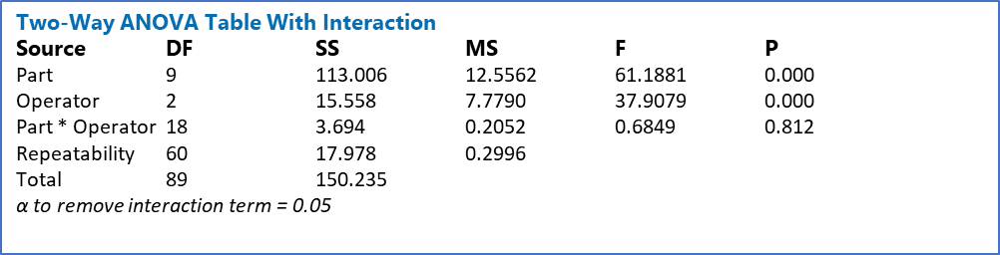 Two-Way ANOVA Table With Interaction
Source DF SS MS F P
Part 9 113.006 12.5562 61.1881 0.000
Operator 2 15.558 7.7790 37.9079 0.000
Part * Operator 18 3.694 0.2052 0.6849 0.812
Repeatability 60 17.978 0.2996
Total 89 150.235
α to remove interaction term = 0.05